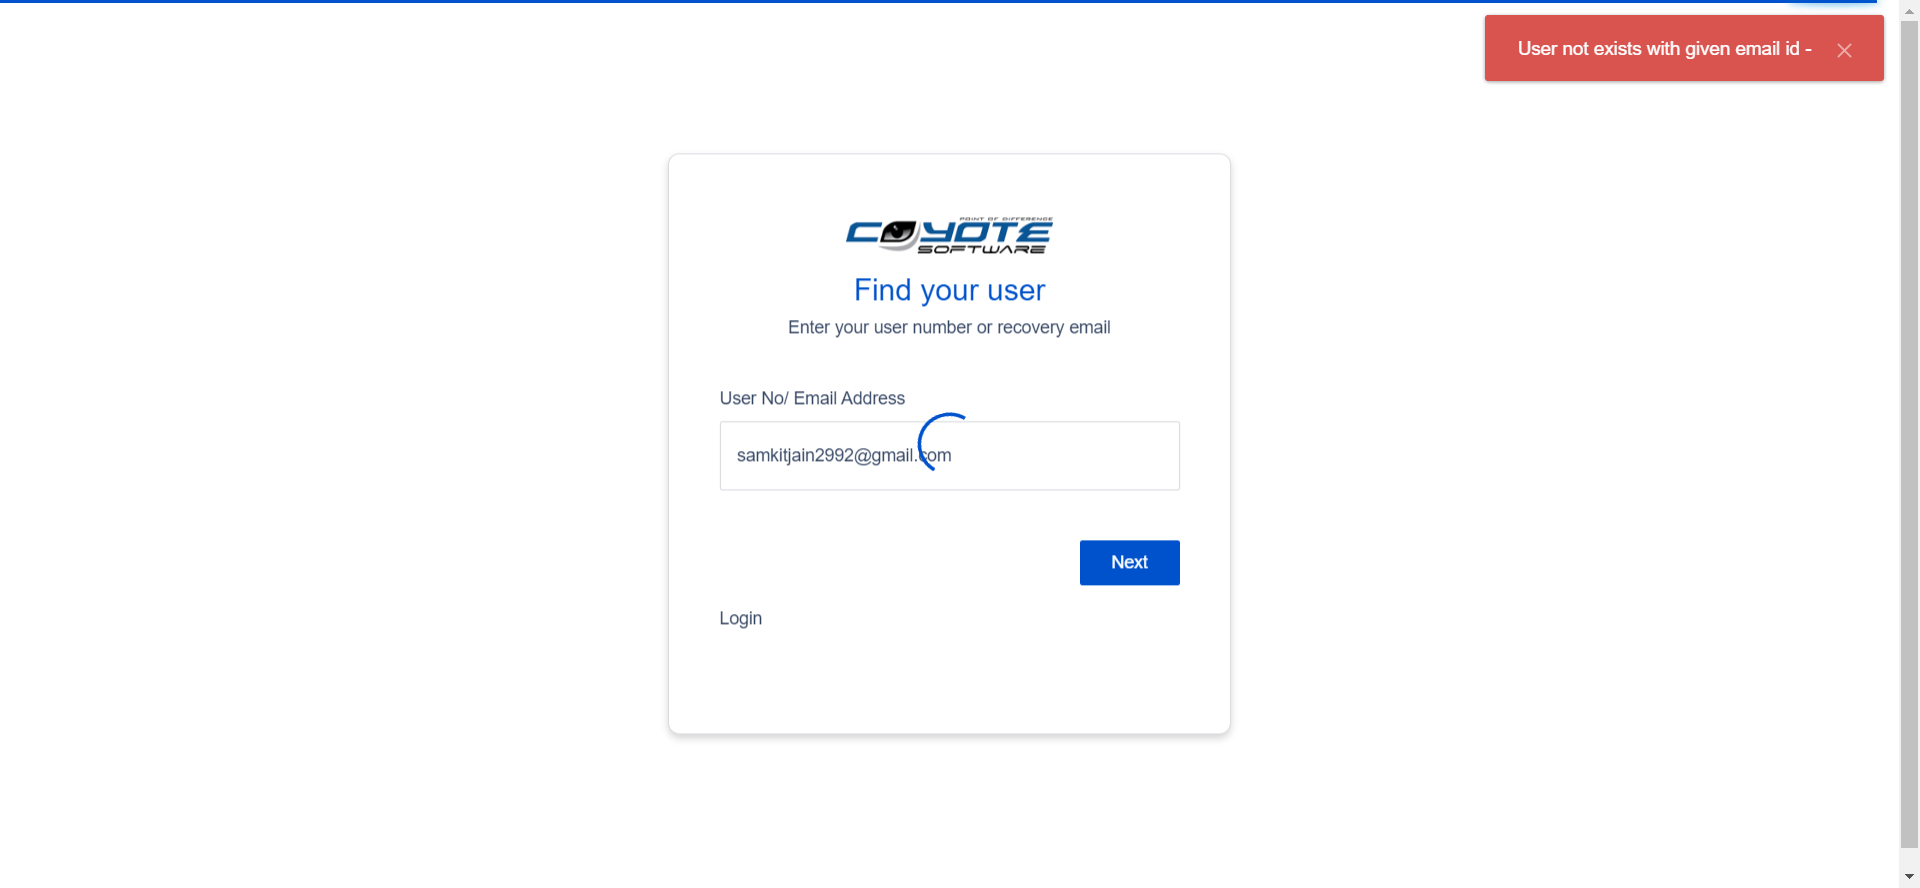 User not exists with given email id -
POINT OF DIFFERENCE
COYOTE
SOFTWARE
Find your user
Enter your user number or recovery email
User No/ Email Address
samkitjain2992@gmail.com
Next
Login